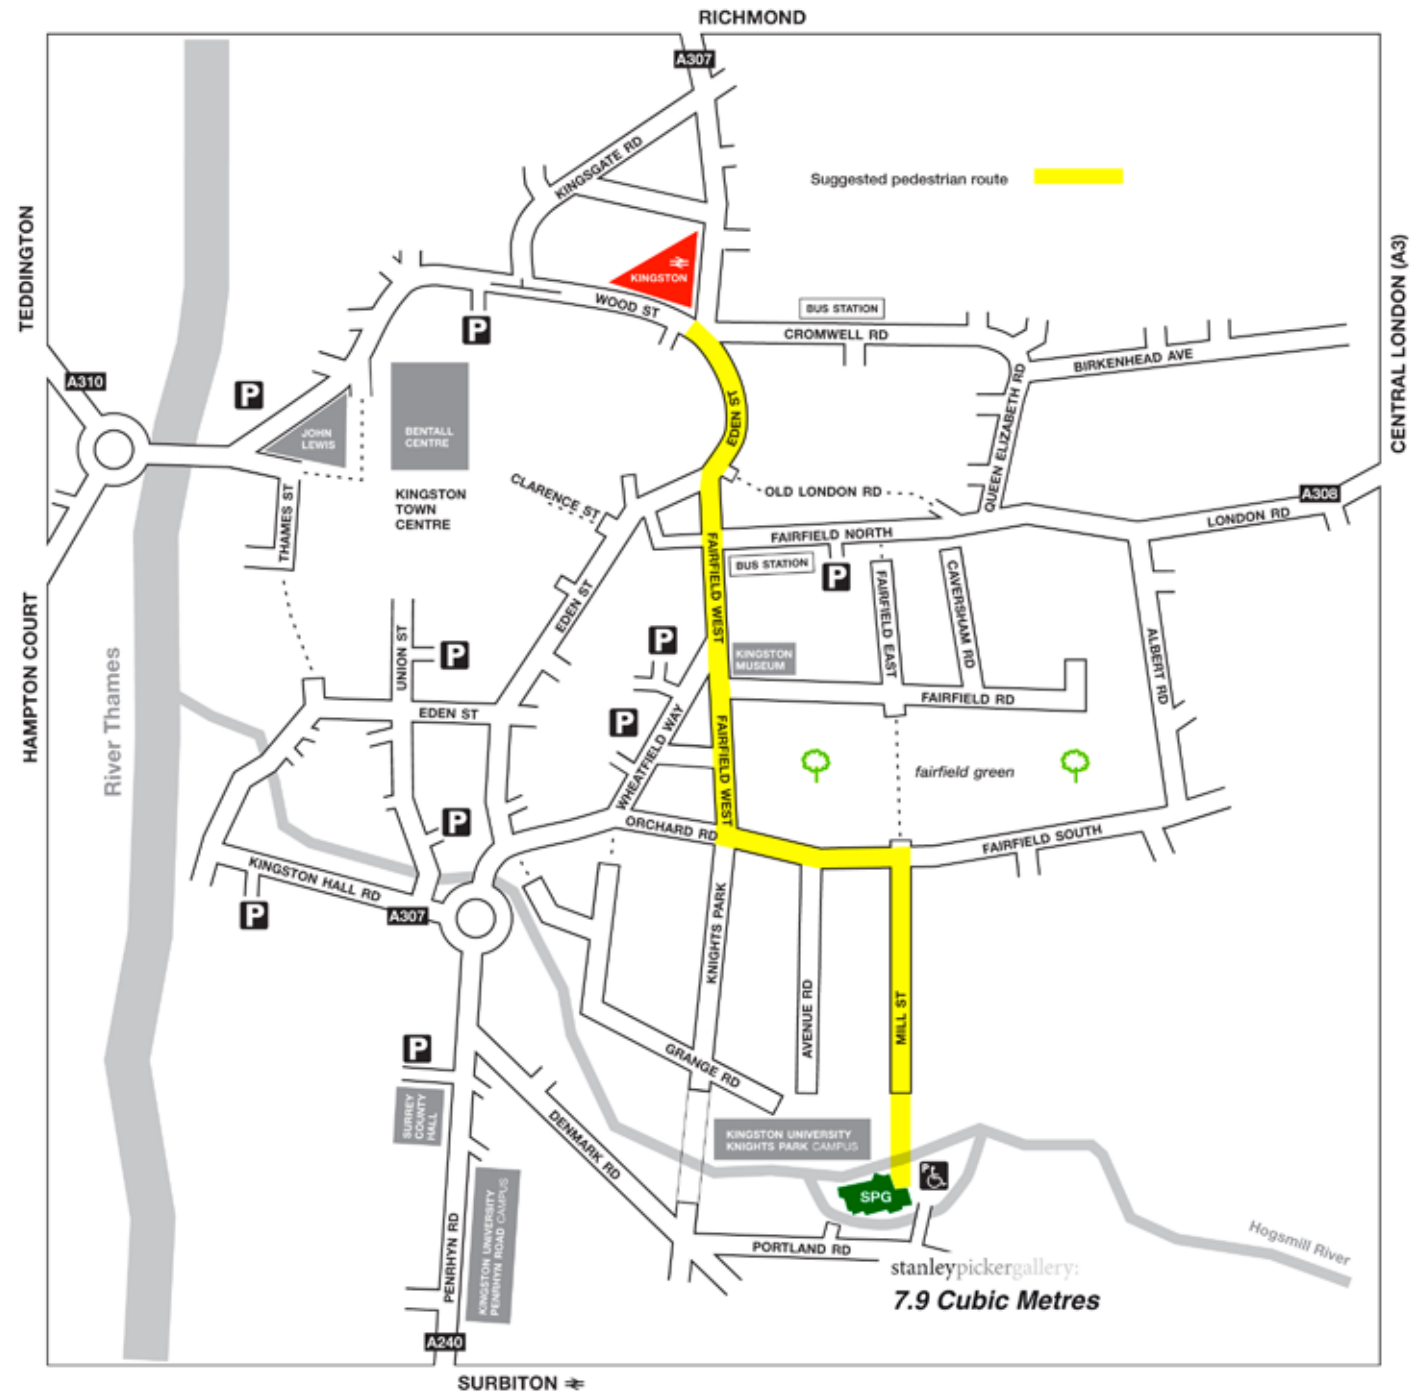 RICHMOND
A307
KINGSGATE RD
Suggested pedestrian route
TEDDINGTON
CENTRAL LONDON (A3)
KINGSTON
WOOD ST
BUS STATION
CROMWELL RD
P
BIRKENHEAD AVE
A310
P
EDEN ST
QUEEN ELIZABETH RD
JOHN
LEWIS
BENTALL
CENTRE
KINGSTON
TOWN
CENTRE
CLARENCE ST
OLD LONDON RD
A308
LONDON RD
THAMES ST
FAIRFIELD NORTH
BUS STATION
P
FAIRFIELD WEST
FAIRFIELD EAST
CAVERSHAM RD
EDEN ST
HAMPTON COURT
River Thames
UNION ST
P
P
KINGSTON
MUSEUM
ALBERT RD
FAIRFIELD RD
EDEN ST
P
WHEATFIELD WAY
FAIRFIELD WEST
fairfield green
P
ORCHARD RD
FAIRFIELD SOUTH
KINGSTON HALL RD
P
A307
KNIGHTS PARK
AVENUE RD
MILL ST
P
GRANGE RD
SURREY
COUNTY
HALL
DENMARK RD
KINGSTON UNIVERSITY
KNIGHTS PARK CAMPUS
P
SPG
KINGSTON UNIVERSITY
PENRHYN ROAD CAMPUS
PENRHYN RD
PORTLAND RD
Hogsmill River
stanleypickergallery:
7.9 Cubic Metres
A240
SURBITON